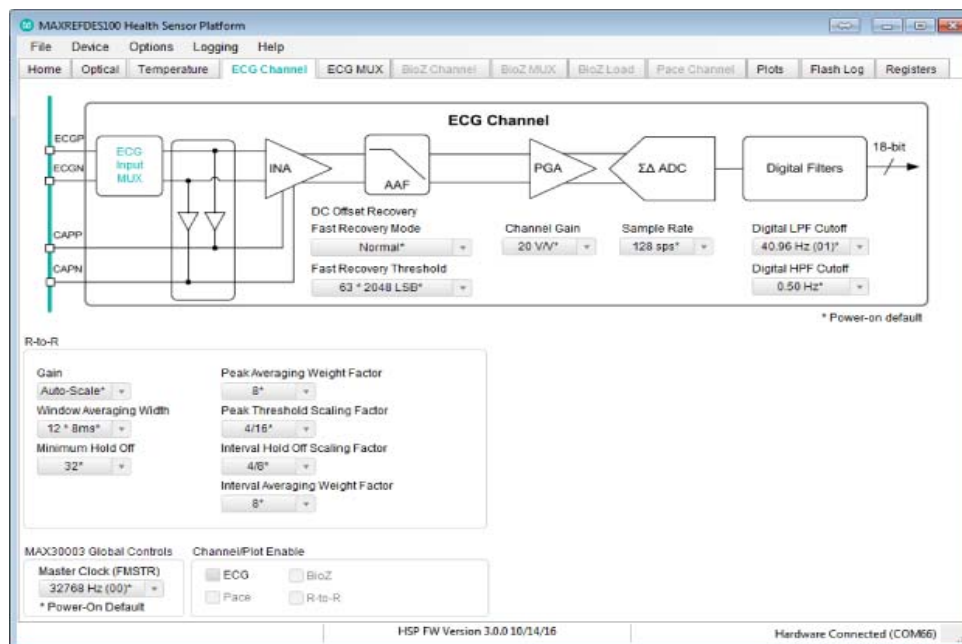 MAXREFDES100 Health Sensor Platform
File Device Options Logging Help
Home Optical Temperature ECG Channel ECG MUX BioZ Channel BioZ MUX BioZ Load Pace Channel Plots Flash Log Registers
ECG Channel
ECGP
ECGN
CAPP
CAPN
ECG
Input
MUX
INA
AAF
PGA
ΣΔ ADC
Digital Filters
18-bit
DC Offset Recovery
Fast Recovery Mode
Normal*
Fast Recovery Threshold
63 * 2048 LSB*
Channel Gain
20 V/V*
Sample Rate
128 sps*
Digital LPF Cutoff
40.96 Hz (01)*
Digital HPF Cutoff
0.50 Hz*
* Power-on default
R-to-R
Gain
Auto-Scale*
Window Averaging Width
12 * 8ms*
Minimum Hold Off
32*
Peak Averaging Weight Factor
8*
Peak Threshold Scaling Factor
4/16*
Interval Hold Off Scaling Factor
4/8*
Interval Averaging Weight Factor
8*
MAX30003 Global Controls
Master Clock (FMSTR)
32768 Hz (00)*
* Power-On Default
Channel/Plot Enable
ECG BioZ
Pace R-to-R
HSP FW Version 3.0.0 10/14/16
Hardware Connected (COM66)